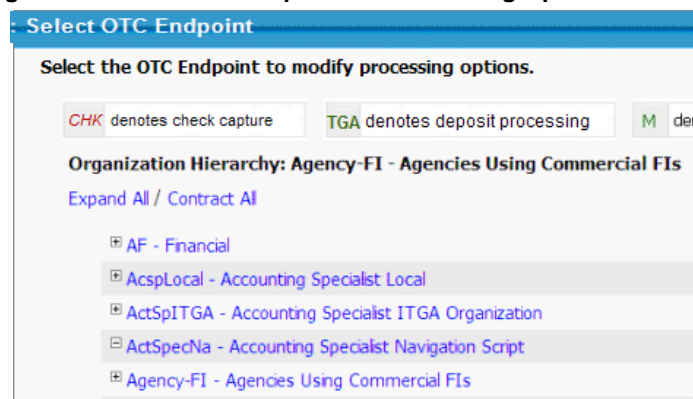 Select OTC Endpoint
Select the OTC Endpoint to modify processing options.
CHK denotes check capture TGA denotes deposit processing M
Organization Hierarchy: Agency-FI - Agencies Using Commercial FIs
Expand All / Contract All
AF - Financial
AcspLocal - Accounting Specialist Local
ActSpITGA - Accounting Specialist ITGA Organization
ActSpecNa - Accounting Specialist Navigation Script
Agency-FI - Agencies Using Commercial FIs